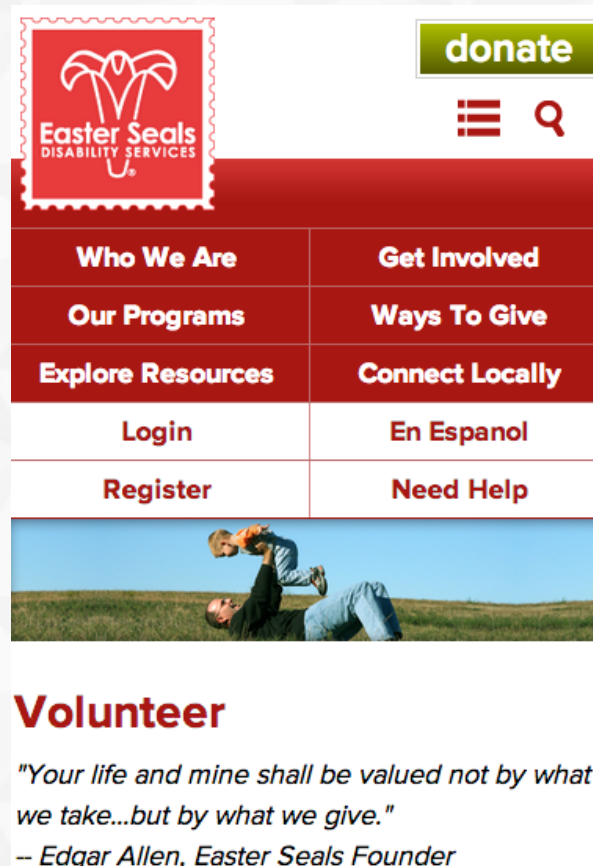 donate
Easter Seals
DISABILITY SERVICES
®
Who We Are
Get Involved
Our Programs
Ways To Give
Explore Resources
Connect Locally
Login
En Espanol
Register
Need Help
Volunteer
"Your life and mine shall be valued not by what
we take...but by what we give."
-- Edgar Allen, Easter Seals Founder